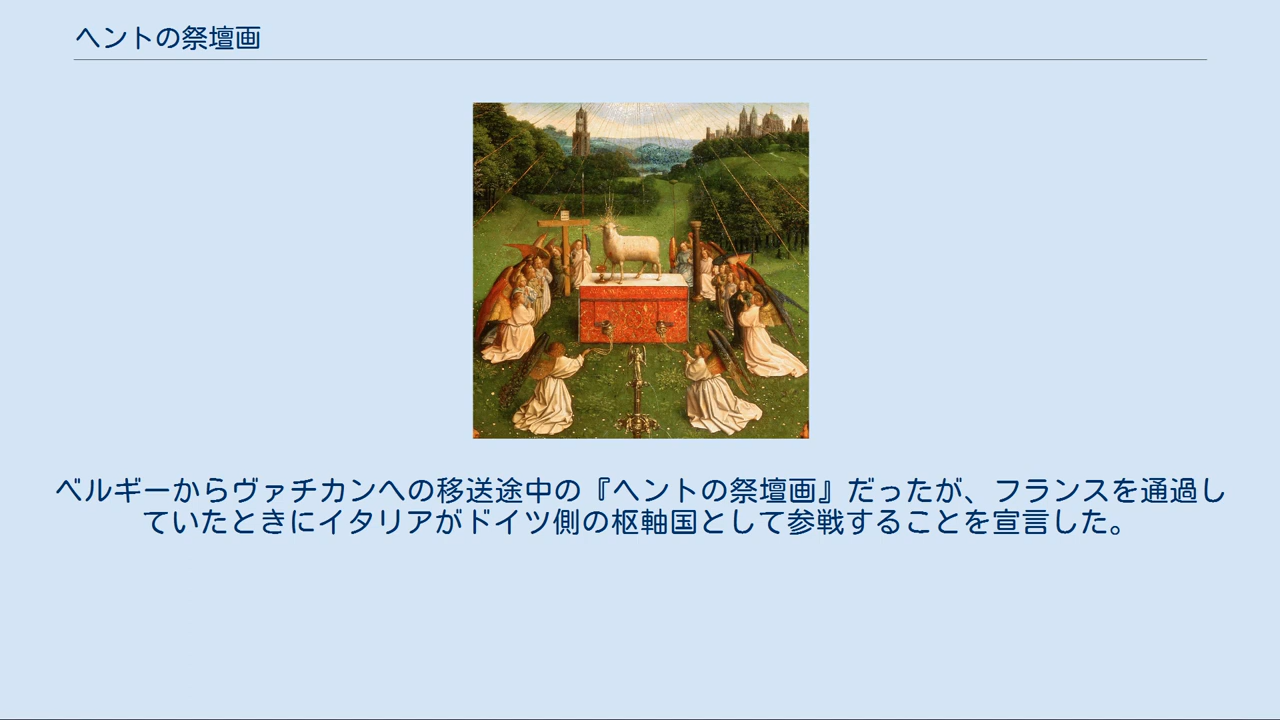 ヘントの祭壇画
ベルギーからヴァチカンへの移送途中の『ヘントの祭壇画』だったが、フランスを通過し
ていたときにイタリアがドイツ側の枢軸国として参戦することを宣言した。